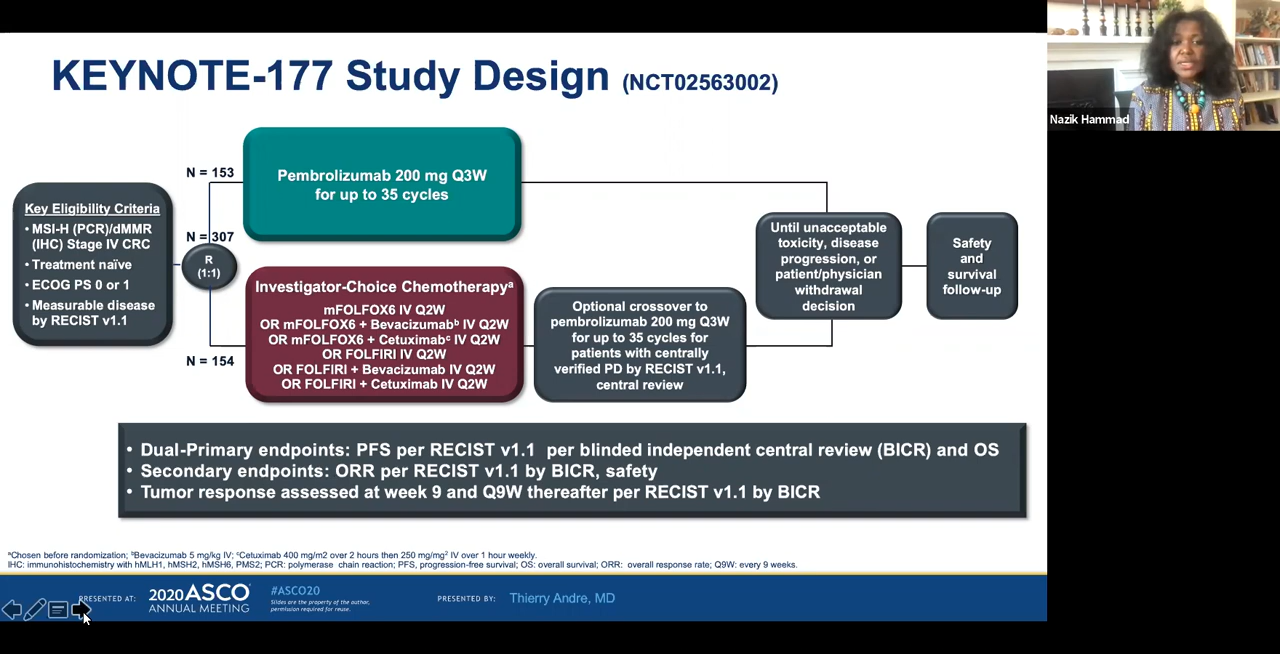 KEYNOTE-177 Study Design (NCT02563002)
Nazik Hammad
N = 153
Pembrolizumab 200 mg Q3W
for up to 35 cycles
Key Eligibility Criteria
• MSI-H (PCR)/dMMR
(IHC) Stage IV CRC
• Treatment naïve
• ECOG PS 0 or 1
• Measurable disease
by RECIST v1.1
N = 307
R
(1:1)
N = 154
Investigator-Choice Chemotherapyᵃ
mFOLFOX6 IV Q2W
OR mFOLFOX6 + Bevacizumabᵇ IV Q2W
OR mFOLFOX6 + Cetuximabᶜ IV Q2W
OR FOLFIRI IV Q2W
OR FOLFIRI + Bevacizumab IV Q2W
OR FOLFIRI + Cetuximab IV Q2W
Optional crossover to
pembrolizumab 200 mg Q3W
for up to 35 cycles for
patients with centrally
verified PD by RECIST v1.1,
central review
Until unacceptable
toxicity, disease
progression, or
patient/physician
withdrawal
decision
Safety
and
survival
follow-up
• Dual-Primary endpoints: PFS per RECIST v1.1 per blinded independent central review (BICR) and OS
• Secondary endpoints: ORR per RECIST v1.1 by BICR, safety
• Tumor response assessed at week 9 and Q9W thereafter per RECIST v1.1 by BICR
ᵃChosen before randomization; ᵇBevacizumab 5 mg/kg IV; ᶜCetuximab 400 mg/m2 over 2 hours then 250 mg/mg² IV over 1 hour weekly.
IHC: immunohistochemistry with hMLH1, hMSH2, hMSH6, PMS2; PCR: polymerase chain reaction; PFS, progression-free survival; OS: overall survival; ORR: overall response rate; Q9W: every 9 weeks.
PRESENTED AT:
2020 ASCO
ANNUAL MEETING
#ASCO20
Slides are the property of the author,
permission required for reuse.
PRESENTED BY: Thierry Andre, MD